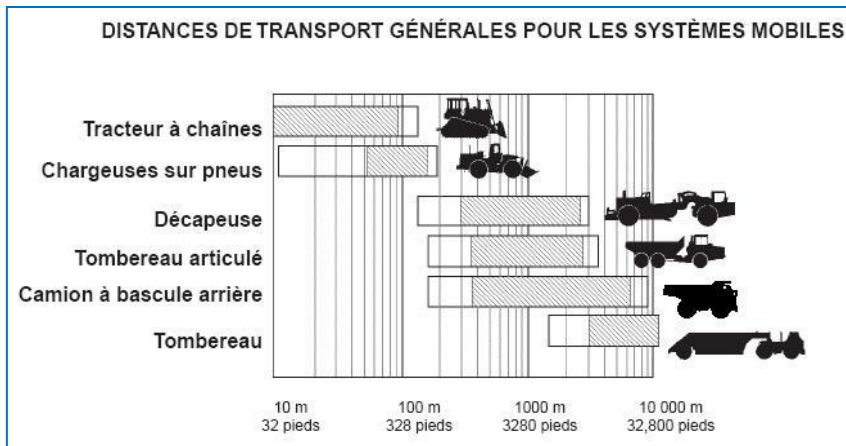 DISTANCES DE TRANSPORT GÉNÉRALES POUR LES SYSTÈMES MOBILES
Tracteur à chaînes
Chargeuses sur pneus
Décapeuse
Tombereau articulé
Camion à bascule arrière
Tombereau
10 m 100 m 1000 m 10 000 m
32 pieds 328 pieds 3280 pieds 32,800 pieds